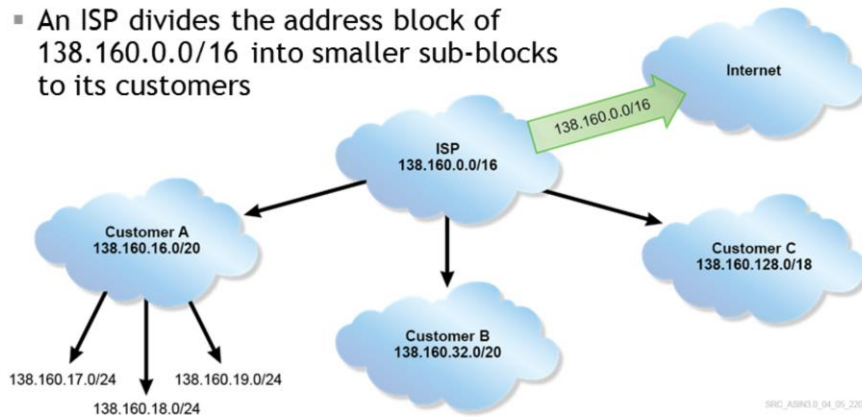 ▪ An ISP divides the address block of
138.160.0.0/16 into smaller sub-blocks
to its customers
Internet
138.160.0.0/16
ISP
138.160.0.0/16
Customer A
138.160.16.0/20
Customer C
138.160.128.0/18
Customer B
138.160.32.0/20
138.160.17.0/24
138.160.19.0/24
138.160.18.0/24